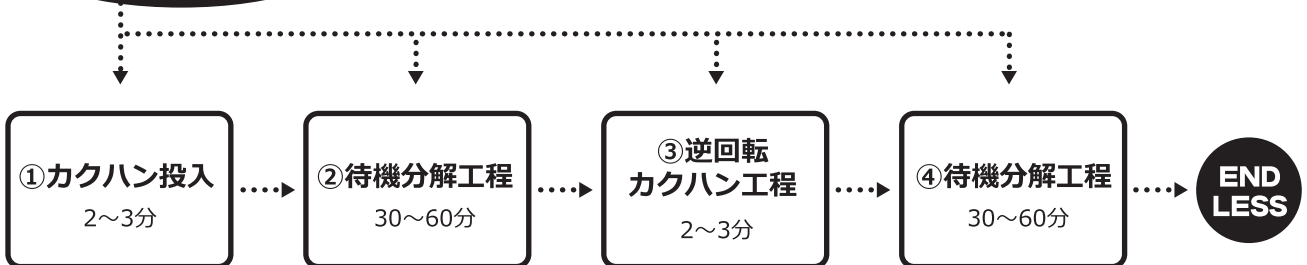 ①カクハン投入
2～3分
②待機分解工程
30～60分
③逆回転
カクハン工程
2～3分
④待機分解工程
30～60分
END
LESS